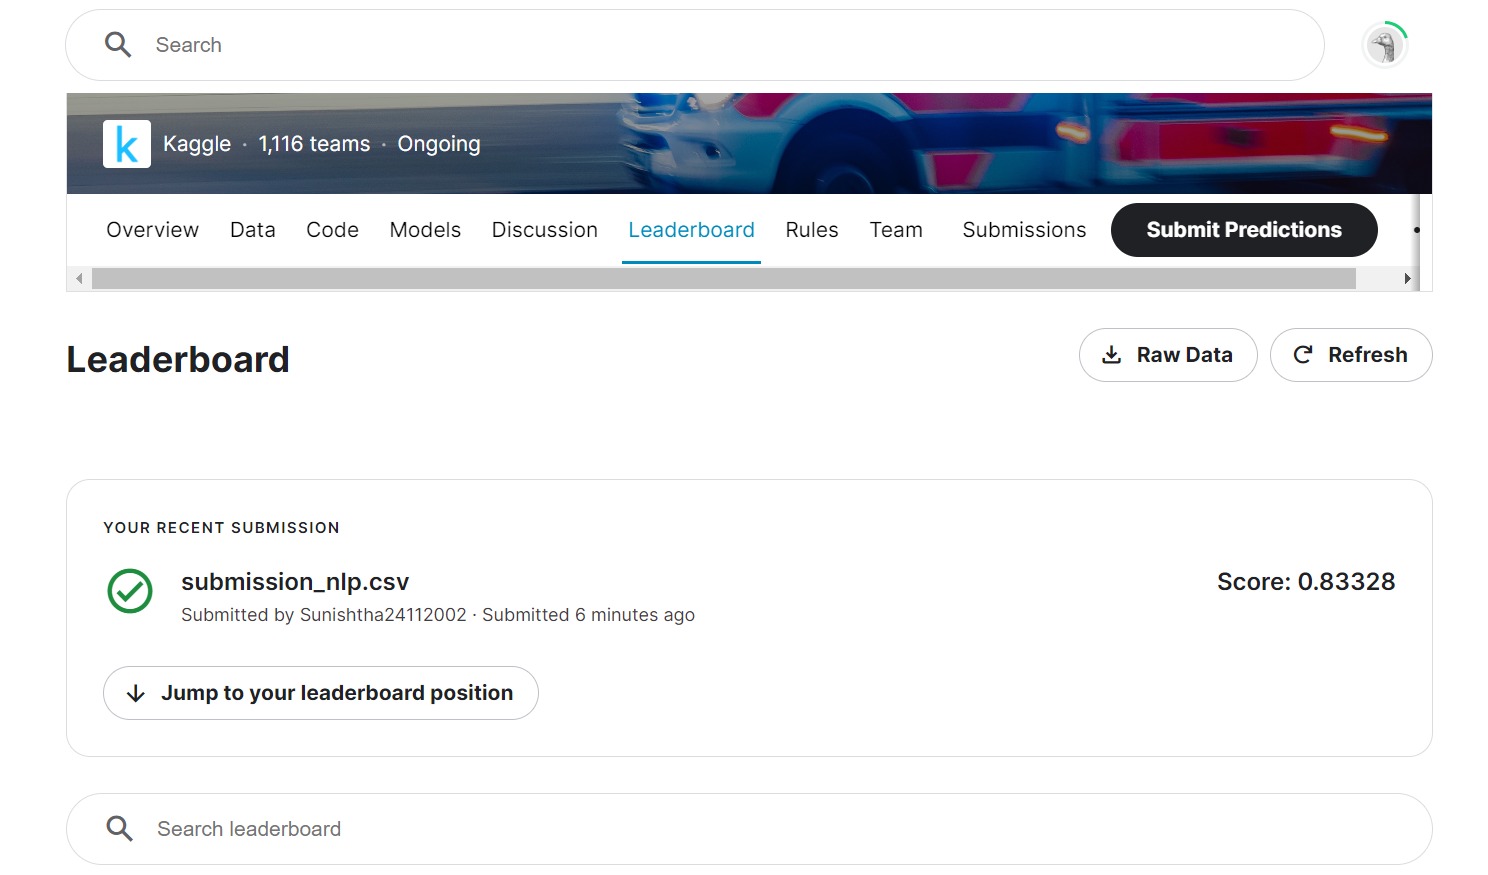 Search
k
Kaggle · 1,116 teams · Ongoing
Overview Data Code Models Discussion Leaderboard Rules Team Submissions Submit Predictions
Leaderboard
Raw Data Refresh
YOUR RECENT SUBMISSION
submission_nlp.csv Score: 0.83328
Submitted by Sunishtha24112002 · Submitted 6 minutes ago
Jump to your leaderboard position
Search leaderboard